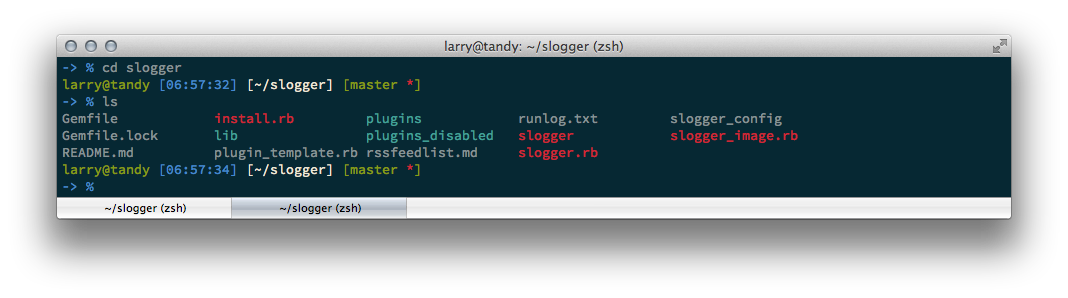 larry@tandy: ~/slogger (zsh)
-> % cd slogger
larry@tandy [06:57:32] [~/slogger] [master *]
-> % ls
Gemfile install.rb plugins runlog.txt slogger_config
Gemfile.lock lib plugins_disabled slogger slogger_image.rb
README.md plugin_template.rb rssfeedlist.md slogger.rb
larry@tandy [06:57:34] [~/slogger] [master *]
-> %
~/slogger (zsh) ~/slogger (zsh)